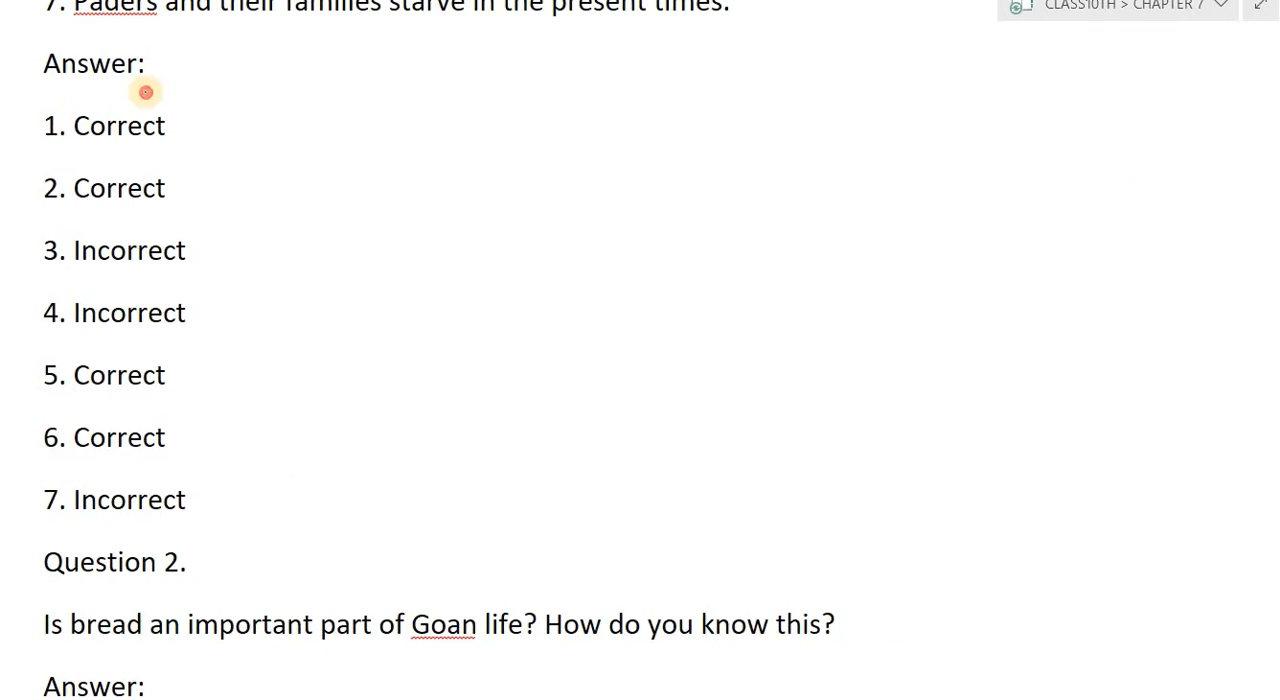 7. Paders and their families starve in the present times.
CLASS10TH > CHAPTER 7
Answer:
1. Correct
2. Correct
3. Incorrect
4. Incorrect
5. Correct
6. Correct
7. Incorrect
Question 2.
Is bread an important part of Goan life? How do you know this?
Answer: